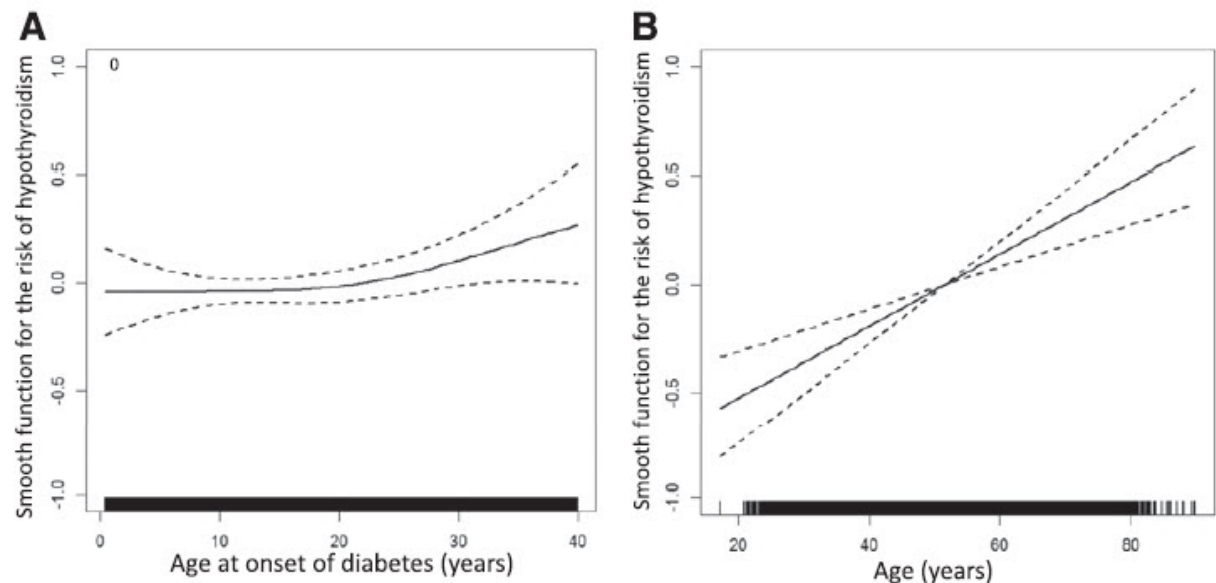 A
Smooth function for the risk of hypothyroidism
1.0
0.5
0.0
-0.5
-1.0
0
0 10 20 30 40
Age at onset of diabetes (years)
B
Smooth function for the risk of hypothyroidism
1.0
0.5
0.0
-0.5
-1.0
20 40 60 80
Age (years)